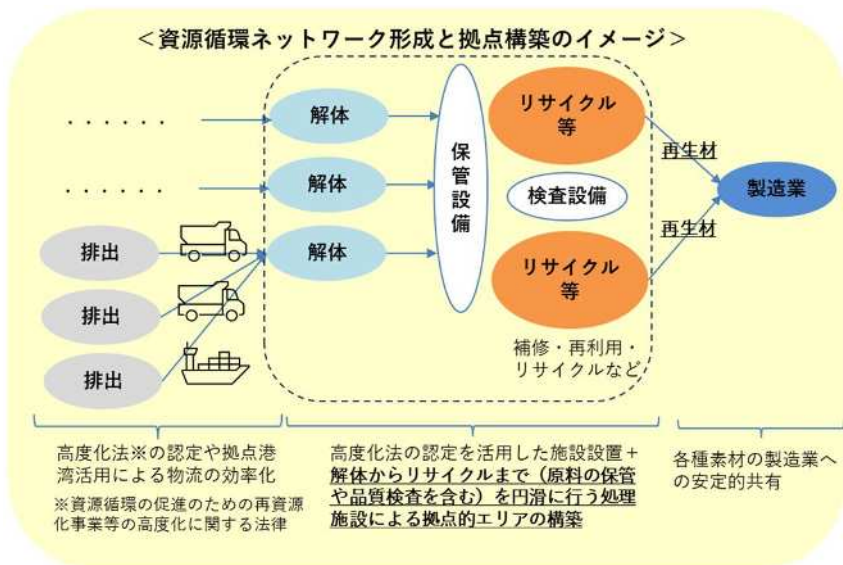 ＜資源循環ネットワーク形成と拠点構築のイメージ＞
・・・・・・
解体
保管設備
リサイクル
等
再生材
・・・・・・
解体
検査設備
製造業
排出
解体
リサイクル
等
再生材
排出
排出
補修・再利用・
リサイクルなど
高度化法※の認定や拠点港
湾活用による物流の効率化
※資源循環の促進のための再資源
化事業等の高度化に関する法律
高度化法の認定を活用した施設設置＋
解体からリサイクルまで（原料の保管
や品質検査を含む）を円滑に行う処理
施設による拠点的エリアの構築
各種素材の製造業へ
の安定的共有